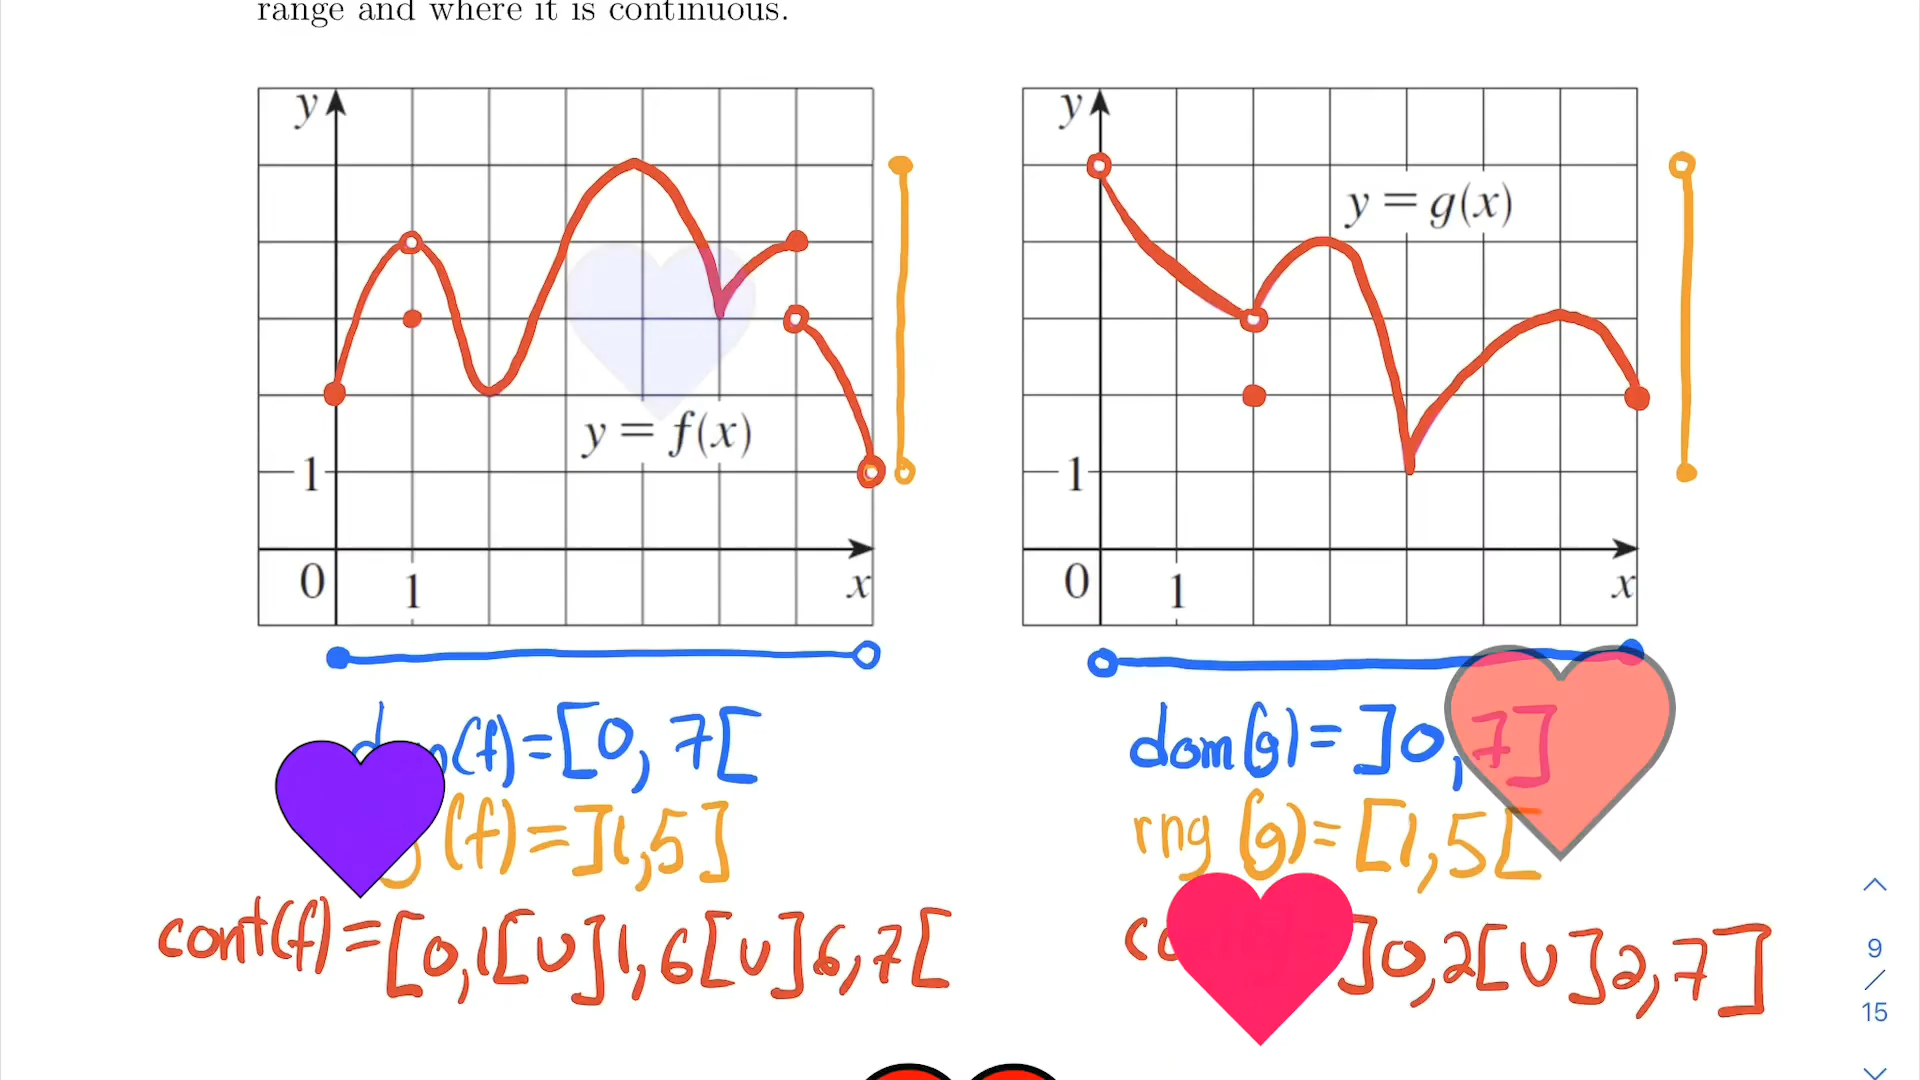 range and where it is continuous.
y
y = f(x)
1
0
1
x
y
y = g(x)
1
0
1
x
(f)=[0, 7[
(f)=]1,5]
cont(f)=[0,1[∪]1,6[∪]6,7[
dom(g)=]0,7]
rng(g)=[1,5[
]0,2[∪]2,7]
9
/
15